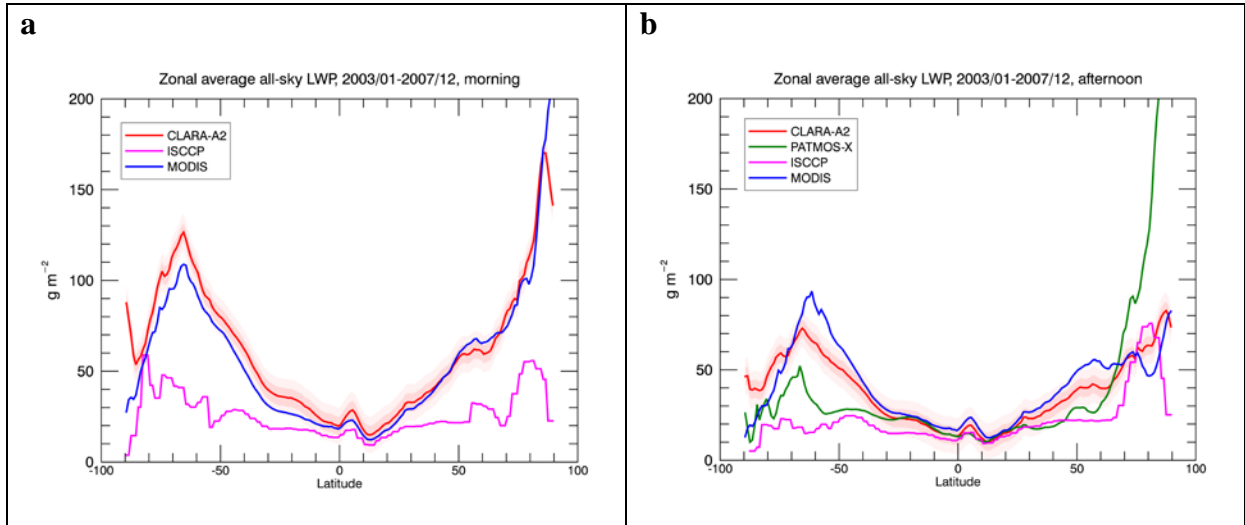 a
Zonal average all-sky LWP, 2003/01-2007/12, morning
200
150
100
50
0
g m⁻²
CLARA-A2
ISCCP
MODIS
-100
-50
0
50
100
Latitude
b
Zonal average all-sky LWP, 2003/01-2007/12, afternoon
200
150
100
50
0
g m⁻²
CLARA-A2
PATMOS-X
ISCCP
MODIS
-100
-50
0
50
100
Latitude